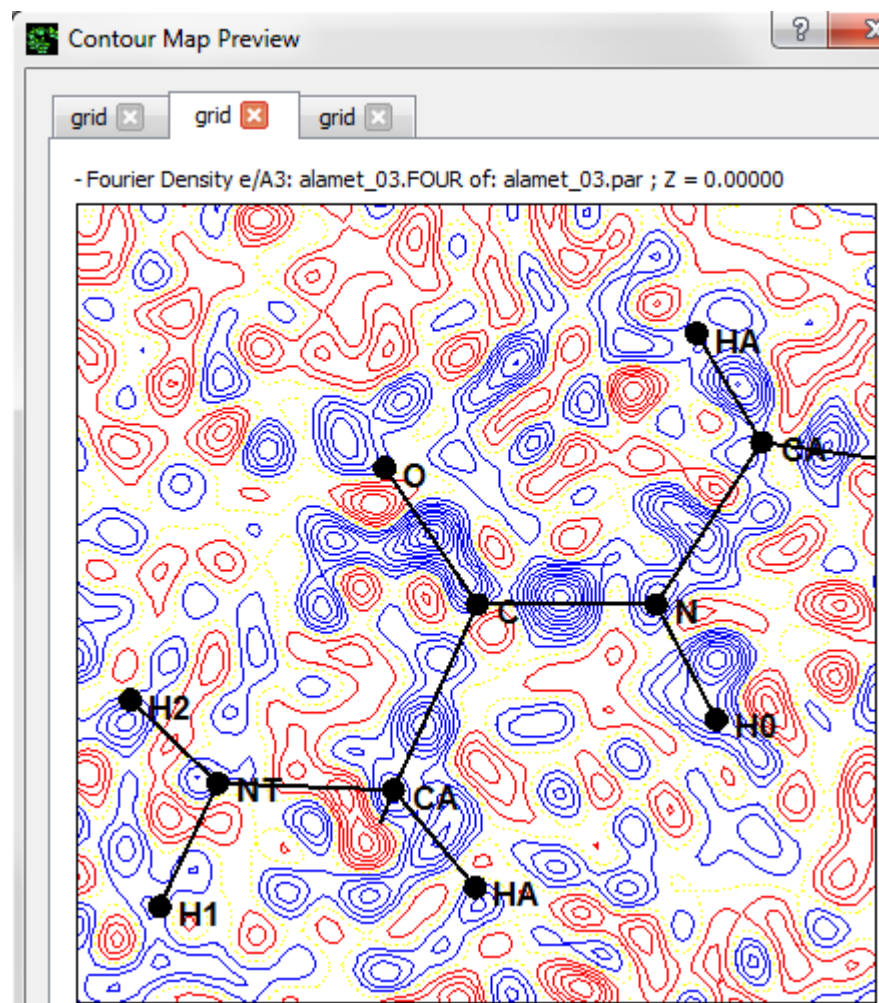 Contour Map Preview
?
grid
grid
grid
- Fourier Density e/A3: alamet_03.FOUR of: alamet_03.par ; Z = 0.00000
HA
CA
O
C
N
H2
H0
NT
CA
HA
H1